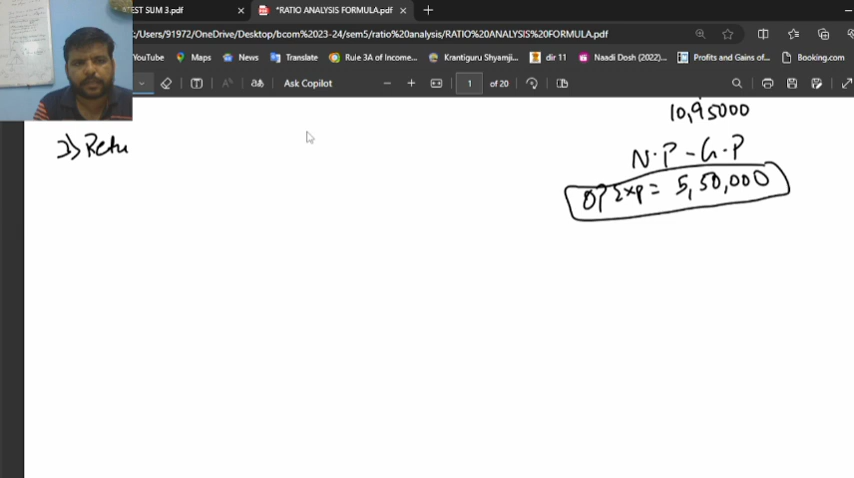 TEST SUM 3.pdf
*RATIO ANALYSIS FORMULA.pdf
:/Users/91972/OneDrive/Desktop/bcom%2023-24/sem5/ratio%20analysis/RATIO%20ANALYSIS%20FORMULA.pdf
YouTube Maps News Translate Rule 3A of Income... Krantiguru Shyamji... dir 11 Naadi Dosh (2022)... Profits and Gains of... Booking.com
Ask Copilot 1 of 20
10,95000
2) Retu
N.P - G.P
OP Exp = 5,50,000